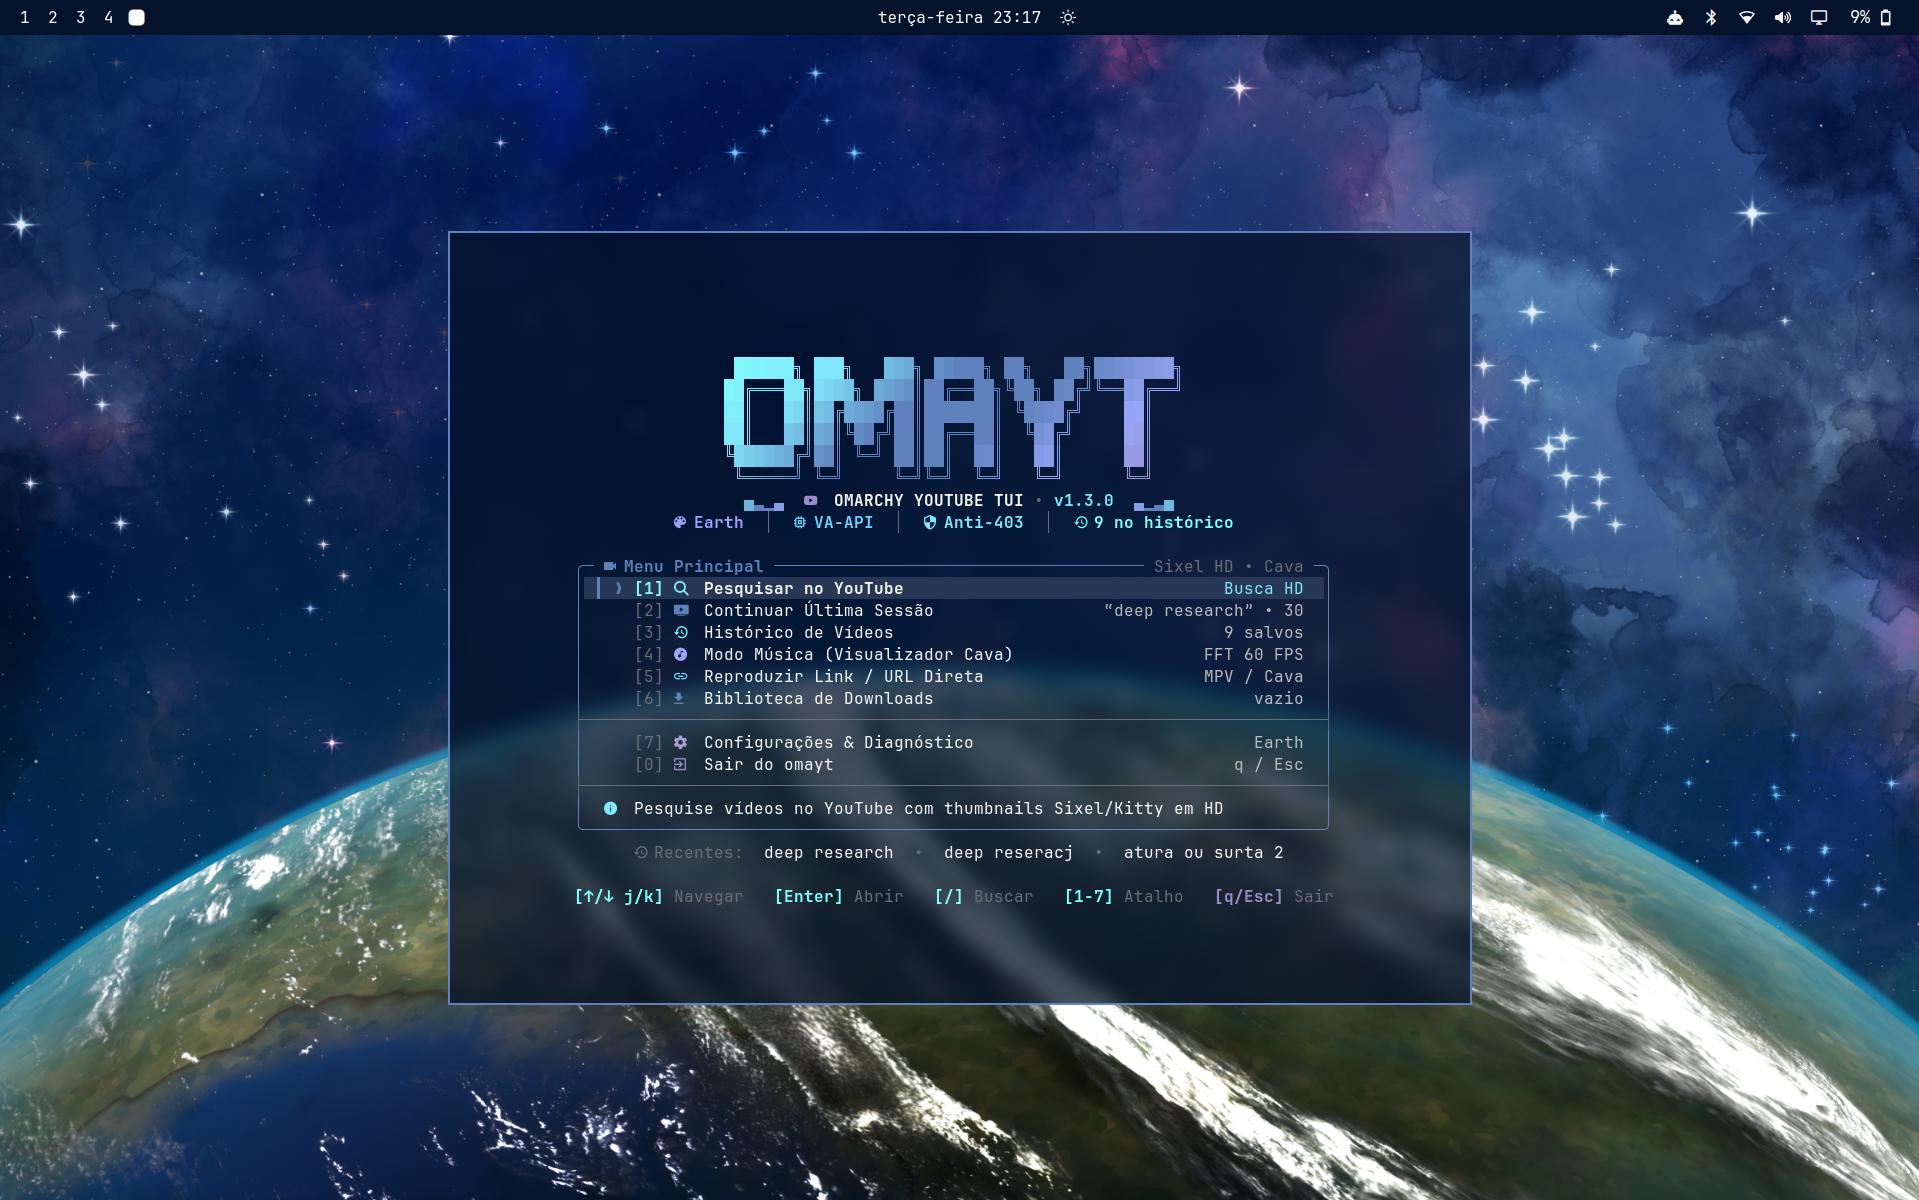 1 2 3 4 terça-feira 23:17 9%
OMAYT
OMARCHY YOUTUBE TUI • v1.3.0
Earth │ VA-API │ Anti-403 │ 9 no histórico
Menu Principal Sixel HD • Cava
❯ [1] Pesquisar no YouTube Busca HD
[2] Continuar Última Sessão “deep research” • 30
[3] Histórico de Vídeos 9 salvos
[4] Modo Música (Visualizador Cava) FFT 60 FPS
[5] Reproduzir Link / URL Direta MPV / Cava
[6] Biblioteca de Downloads vazio
[7] Configurações & Diagnóstico Earth
[0] Sair do omayt q / Esc
Pesquise vídeos no YouTube com thumbnails Sixel/Kitty em HD
Recentes: deep research • deep reseracj • atura ou surta 2
[↑/↓ j/k] Navegar [Enter] Abrir [/] Buscar [1-7] Atalho [q/Esc] Sair